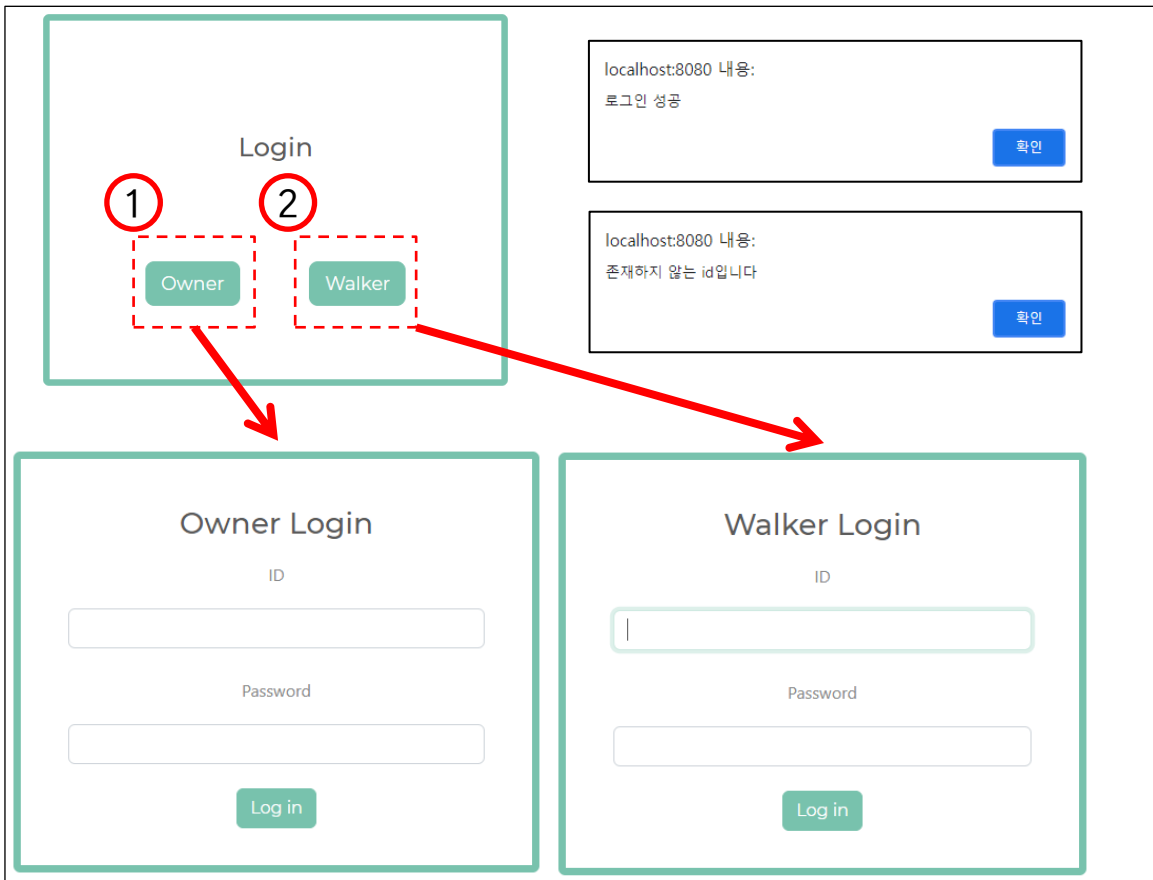 Login
①
②
Owner
Walker
localhost:8080 내용:
로그인 성공
확인
localhost:8080 내용:
존재하지 않는 id입니다
확인
Owner Login
ID
Password
Log in
Walker Login
ID
Password
Log in